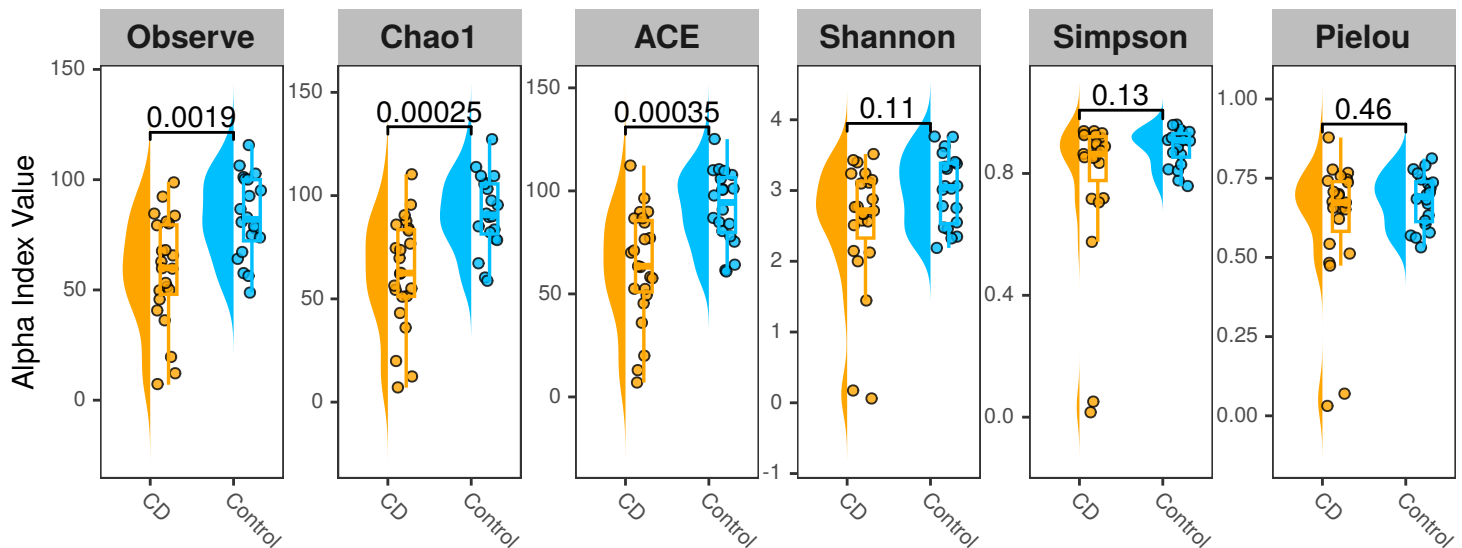 Observe
Chao1
ACE
Shannon
Simpson
Pielou
Alpha Index Value
150
100
50
0
0.0019
CD
Control
150
100
50
0
0.00025
CD
Control
150
100
50
0
0.00035
CD
Control
4
3
2
1
0
-1
0.11
CD
Control
0.8
0.4
0.0
0.13
CD
Control
1.00
0.75
0.50
0.25
0.00
0.46
CD
Control